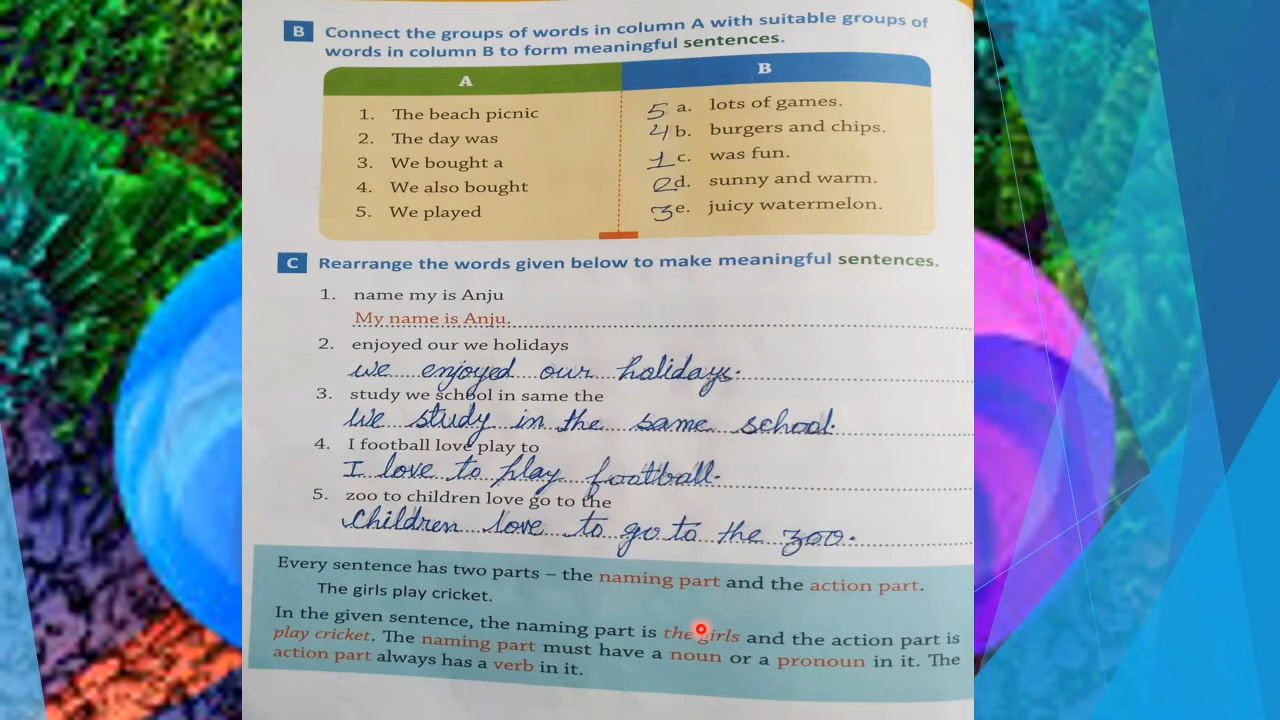 B Connect the groups of words in column A with suitable groups of
words in column B to form meaningful sentences.
A B
1. The beach picnic 5 a. lots of games.
2. The day was 4 b. burgers and chips.
3. We bought a 1 c. was fun.
4. We also bought 2 d. sunny and warm.
5. We played 3 e. juicy watermelon.
C Rearrange the words given below to make meaningful sentences.
1. name my is Anju
My name is Anju.
2. enjoyed our we holidays
we enjoyed our holidays.
3. study we school in same the
We study in the same school.
4. I football love play to
I love to play football.
5. zoo to children love go to the
Children love to go to the zoo.
Every sentence has two parts – the naming part and the action part.
The girls play cricket.
In the given sentence, the naming part is the girls and the action part is
play cricket. The naming part must have a noun or a pronoun in it. The
action part always has a verb in it.